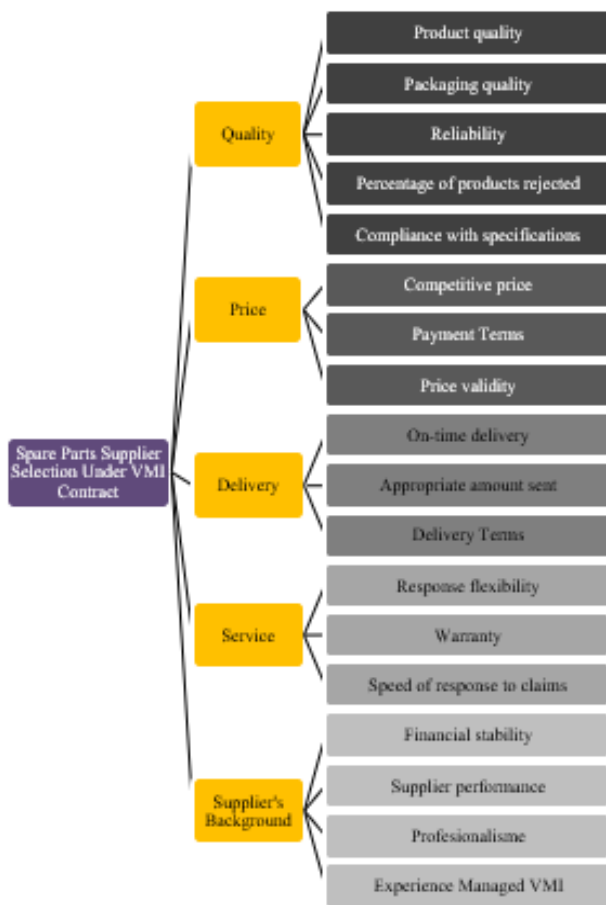 Spare Parts Supplier
Selection Under VMI
Contract
Quality
Product quality
Packaging quality
Reliability
Percentage of products rejected
Compliance with specifications
Price
Competitive price
Payment Terms
Price validity
Delivery
On-time delivery
Appropriate amount sent
Delivery Terms
Service
Response flexibility
Warranty
Speed of response to claims
Supplier's
Background
Financial stability
Supplier performance
Profesionalisme
Experience Managed VMI